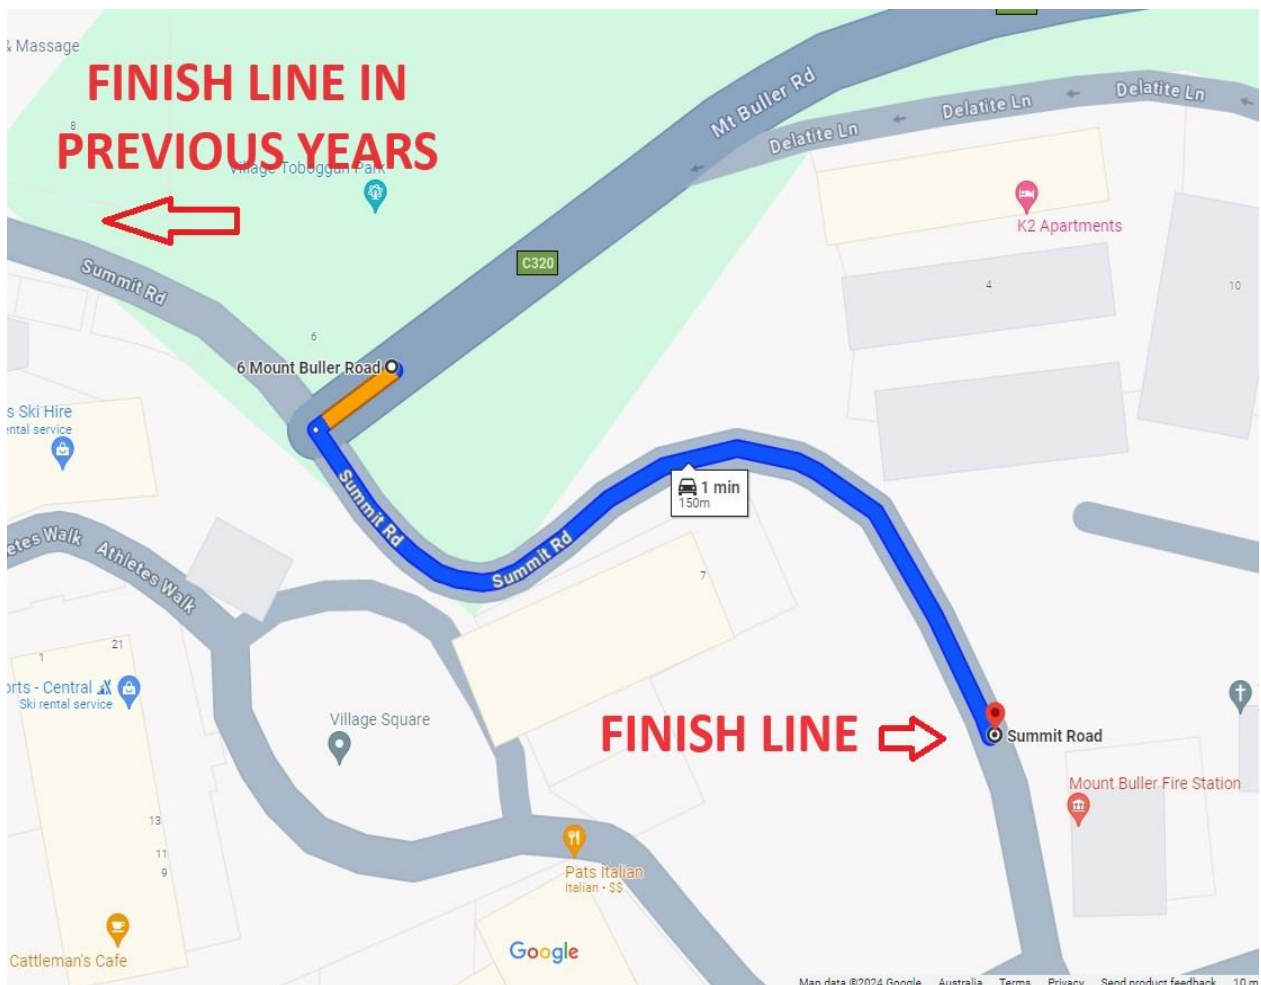 & Massage
FINISH LINE IN
PREVIOUS YEARS
8
Village Toboggan Park
Mt Buller Rd
Delatite Ln
Delatite Ln
Delatite Ln
K2 Apartments
C320
Summit Rd
4
10
6
6 Mount Buller Road
s Ski Hire
ental service
1 min
150m
Summit Rd
Summit Rd
etes Walk
Athletes Walk
7
21
1
orts - Central
Ski rental service
Village Square
FINISH LINE
Summit Road
Mount Buller Fire Station
13
11
9
Pats Italian
Italian • $$
Cattleman's Cafe
Google
Map data ©2024 Google Australia Terms Privacy Send product feedback 10 m